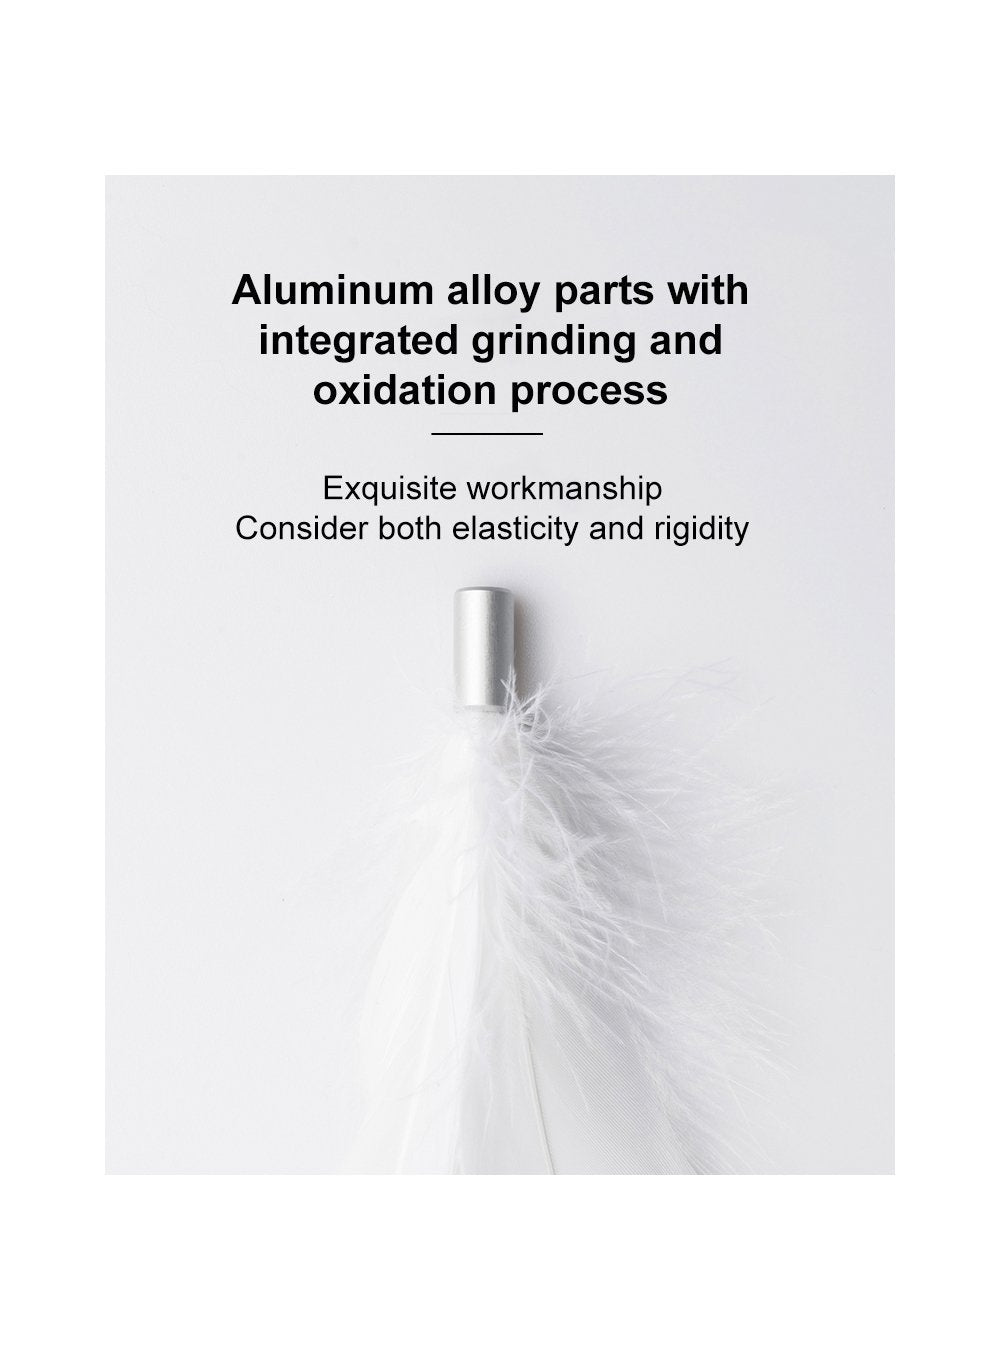 Aluminum alloy parts with
integrated grinding and
oxidation process
Exquisite workmanship
Consider both elasticity and rigidity